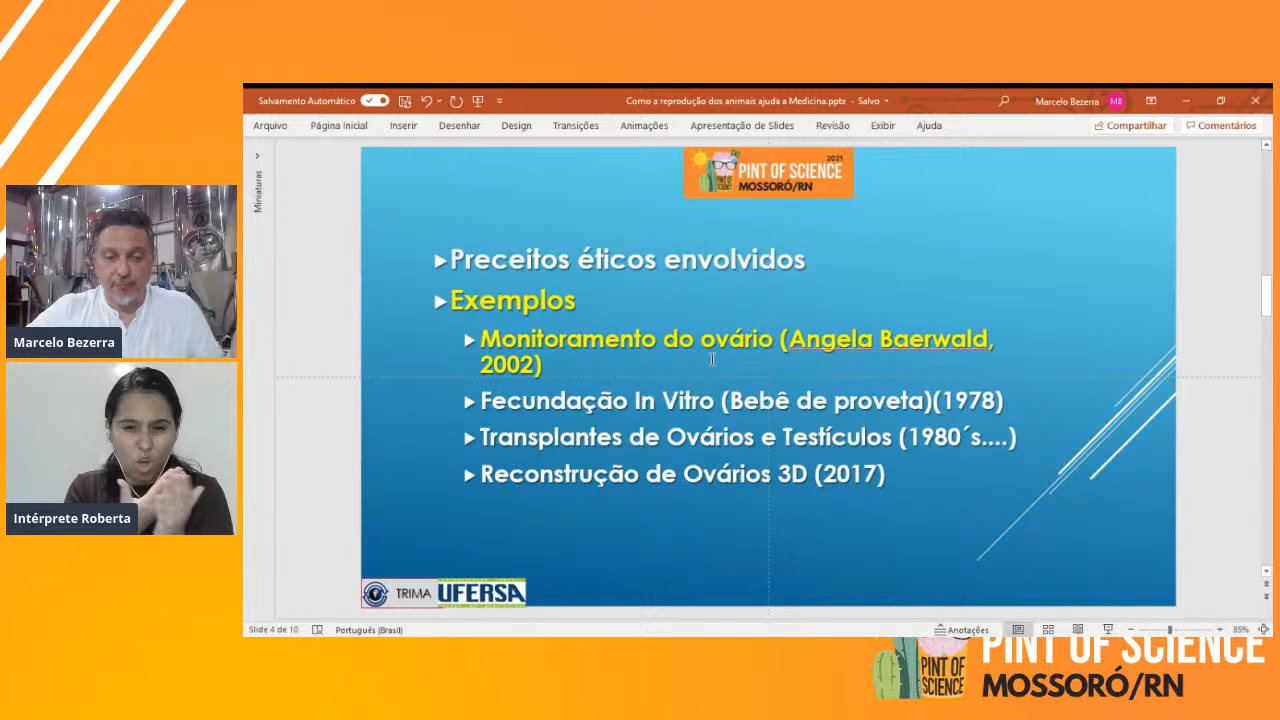 Salvamento Automático
Como a reprodução dos animais ajuda a Medicina.pptx - Salvo
Marcelo Bezerra MB
Arquivo Página Inicial Inserir Desenhar Design Transições Animações Apresentação de Slides Revisão Exibir Ajuda
Compartilhar Comentários
Miniaturas
2021
PINT OF SCIENCE
MOSSORÓ/RN
Preceitos éticos envolvidos
Exemplos
Monitoramento do ovário (Angela Baerwald,
2002)
Fecundação In Vitro (Bebê de proveta)(1978)
Transplantes de Ovários e Testículos (1980´s....)
Reconstrução de Ovários 3D (2017)
TRIMA UFERSA
Marcelo Bezerra
Intérprete Roberta
Slide 4 de 10 Português (Brasil)
Anotações 85%
PINT OF SCIENCE
PINT OF SCIENCE
MOSSORÓ/RN